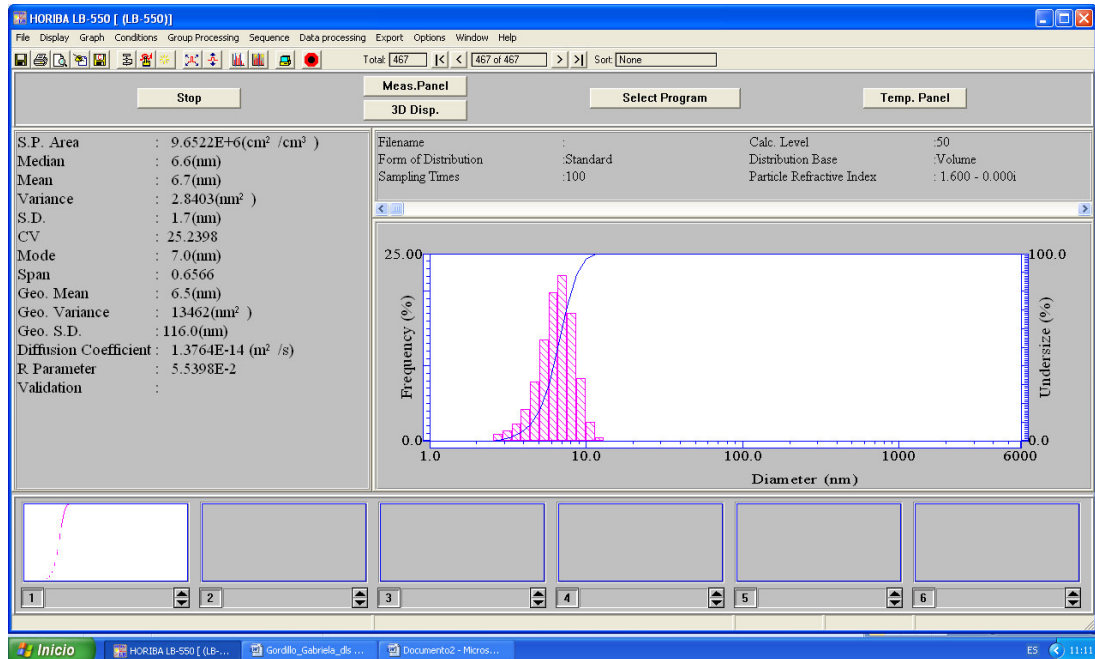 HORIBA LB-550 [ (LB-550)]
File Display Graph Conditions Group Processing Sequence Data processing Export Options Window Help
Total: 467 |< < 467 of 467 > >| Sort: None
Stop
Meas.Panel
3D Disp.
Select Program
Temp. Panel
S.P. Area : 9.6522E+6(cm² /cm³ )
Median : 6.6(nm)
Mean : 6.7(nm)
Variance : 2.8403(nm² )
S.D. : 1.7(nm)
CV : 25.2398
Mode : 7.0(nm)
Span : 0.6566
Geo. Mean : 6.5(nm)
Geo. Variance : 13462(nm² )
Geo. S.D. :116.0(nm)
Diffusion Coefficient : 1.3764E-14 (m² /s)
R Parameter : 5.5398E-2
Validation :
Filename :
Form of Distribution :Standard
Sampling Times :100
Calc. Level :50
Distribution Base :Volume
Particle Refractive Index : 1.600 - 0.000i
25.00
Frequency (%)
0.0
100.0
Undersize (%)
0.0
1.0 10.0 100.0 1000 6000
Diameter (nm)
1 2 3 4 5 6
Inicio HORIBA LB-550 [ (LB-... Gordillo_Gabriela_dls ... Documento2 - Micros... ES 11:11